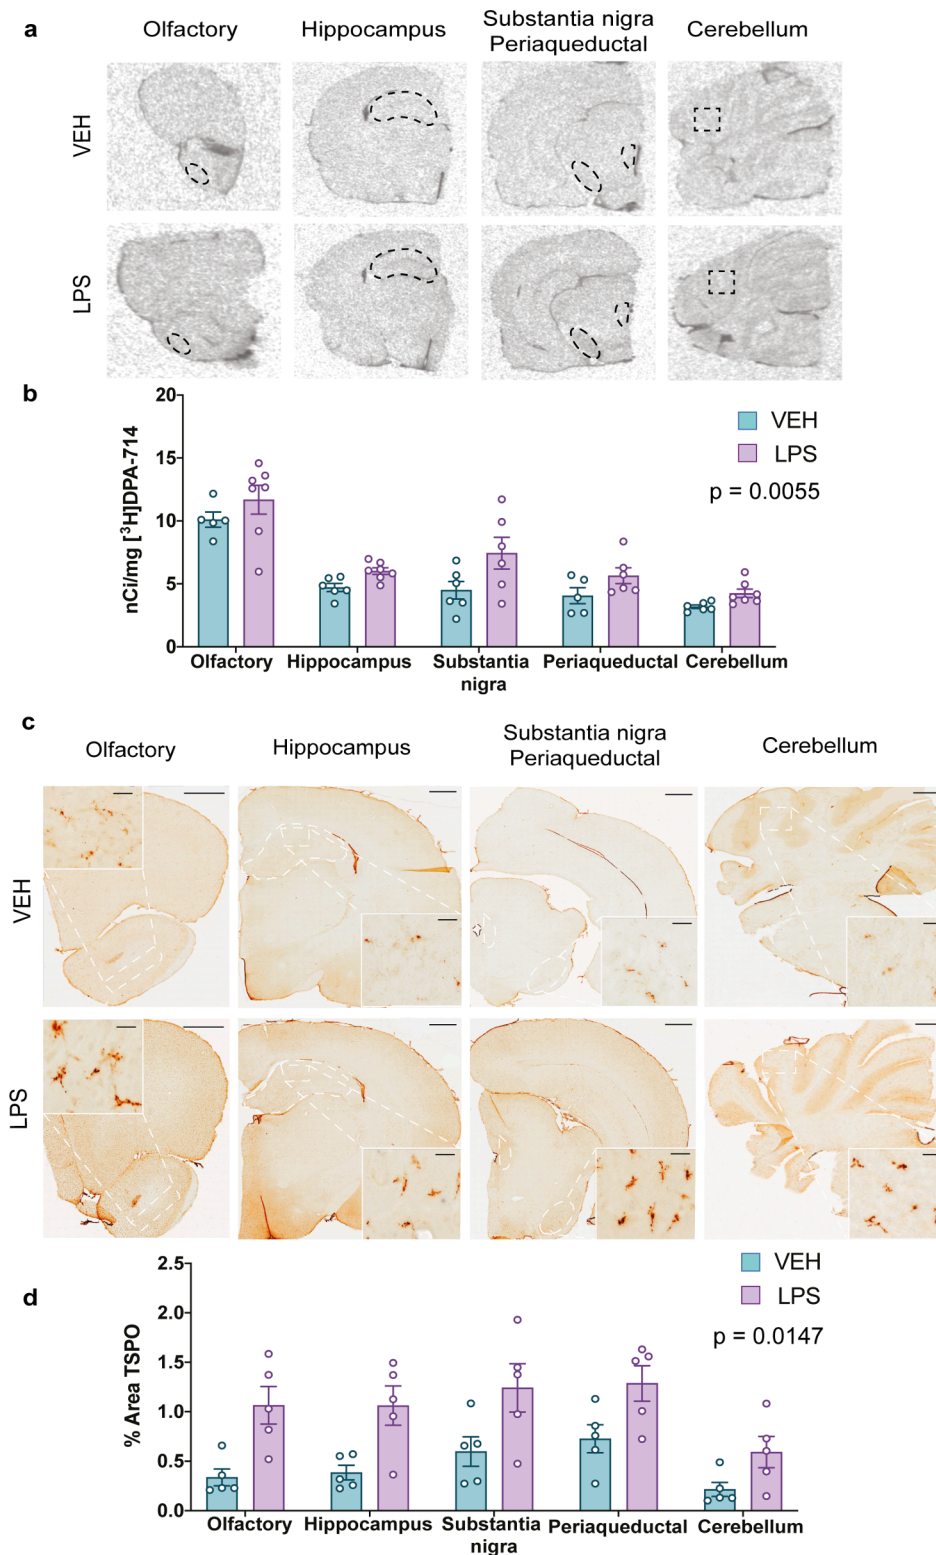 a
Olfactory
Hippocampus
Substantia nigra
Periaqueductal
Cerebellum
VEH
LPS
b
20
15
10
5
0
nCi/mg [³H]DPA-714
VEH
LPS
p = 0.0055
Olfactory
Hippocampus
Substantia
nigra
Periaqueductal
Cerebellum
c
Olfactory
Hippocampus
Substantia nigra
Periaqueductal
Cerebellum
VEH
LPS
d
2.5
2.0
1.5
1.0
0.5
0.0
% Area TSPO
VEH
LPS
p = 0.0147
Olfactory
Hippocampus
Substantia
nigra
Periaqueductal
Cerebellum